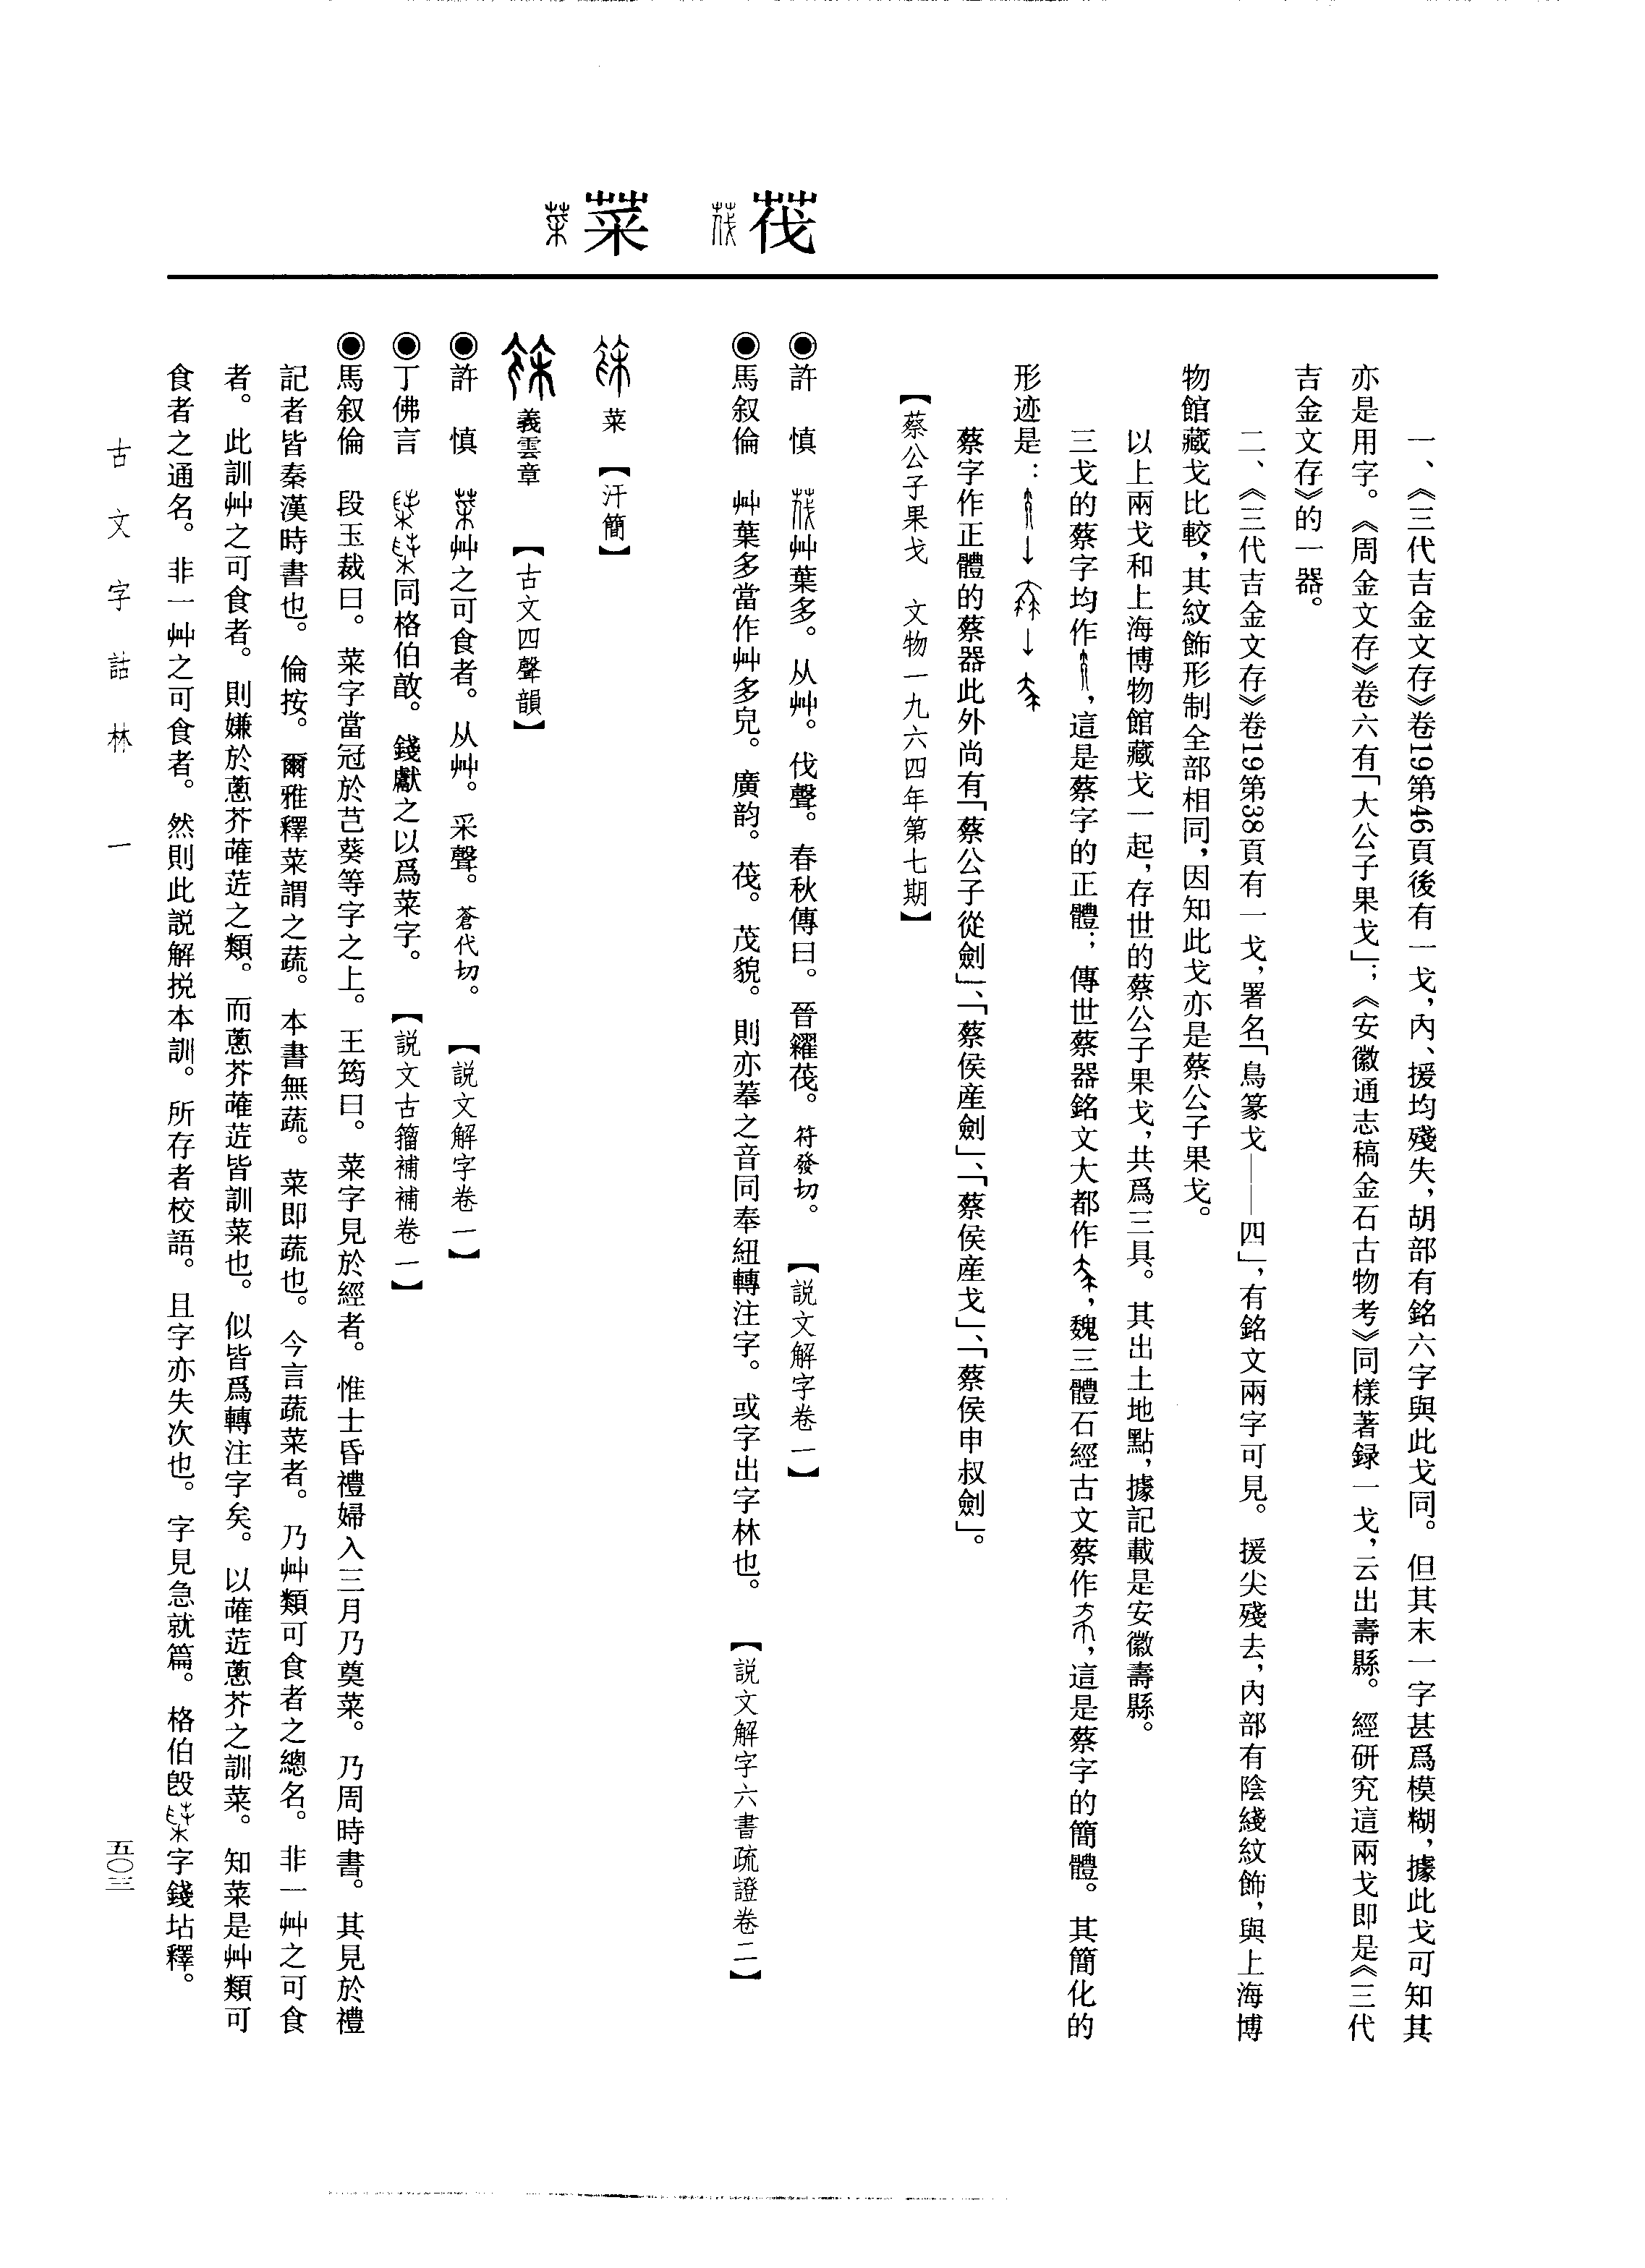 茷
菜
一、《三代吉金文存》卷19第46頁後有一戈，內、援均殘失，胡部有銘六字與此戈同。但其末一字甚爲模糊，據此戈可知其
亦是用字。《周金文存》卷六有「大公子果戈」；《安徽通志稿金石古物考》同樣著録一戈，云出壽縣。經研究這兩戈即是《三代
吉金文存》的一器。
二、《三代吉金文存》卷19第38頁有一戈，署名「鳥篆戈——四」，有銘文兩字可見。援尖殘去，內部有陰綫紋飾，與上海博
物館藏戈比較，其紋飾形制全部相同，因知此戈亦是蔡公子果戈。
以上兩戈和上海博物館藏戈一起，存世的蔡公子果戈，共爲三具。其出土地點，據記載是安徽壽縣。
三戈的蔡字均作，這是蔡字的正體；傳世蔡器銘文大都作，魏三體石經古文蔡作，這是蔡字的簡體。其簡化的
形迹是：→→
蔡字作正體的蔡器此外尚有「蔡公子從劍」、「蔡侯産劍」、「蔡侯産戈」、「蔡侯申叔劍」。
【蔡公子果戈　文物一九六四年第七期】
◉許　慎　艸葉多。从艸。伐聲。春秋傳曰。晉糴茷。符發切。　【説文解字卷一】
◉馬叙倫　艸葉多當作艸多皃。廣韵。茷。茂貌。則亦菶之音同奉紐轉注字。或字出字林也。　【説文解字六書疏證卷二】
菜　【汗簡】
義雲章　【古文四聲韻】
◉許　慎　艸之可食者。从艸。采聲。蒼代切。　【説文解字卷一】
◉丁佛言　同格伯敔。錢獻之以爲菜字。　【説文古籀補補卷一】
◉馬叙倫　段玉裁曰。菜字當冠於芑葵等字之上。王筠曰。菜字見於經者。惟士昏禮婦入三月乃奠菜。乃周時書。其見於禮
記者皆秦漢時書也。倫按。爾雅釋菜謂之蔬。本書無蔬。菜即蔬也。今言蔬菜者。乃艸類可食者之總名。非一艸之可食
者。此訓艸之可食者。則嫌於蔥芥蓶菦之類。而蔥芥蓶菦皆訓菜也。似皆爲轉注字矣。以蓶菦蔥芥之訓菜。知菜是艸類可
食者之通名。非一艸之可食者。然則此説解捝本訓。所存者校語。且字亦失次也。字見急就篇。格伯𣪘字錢坫釋。
古文字詁林　一
五〇三